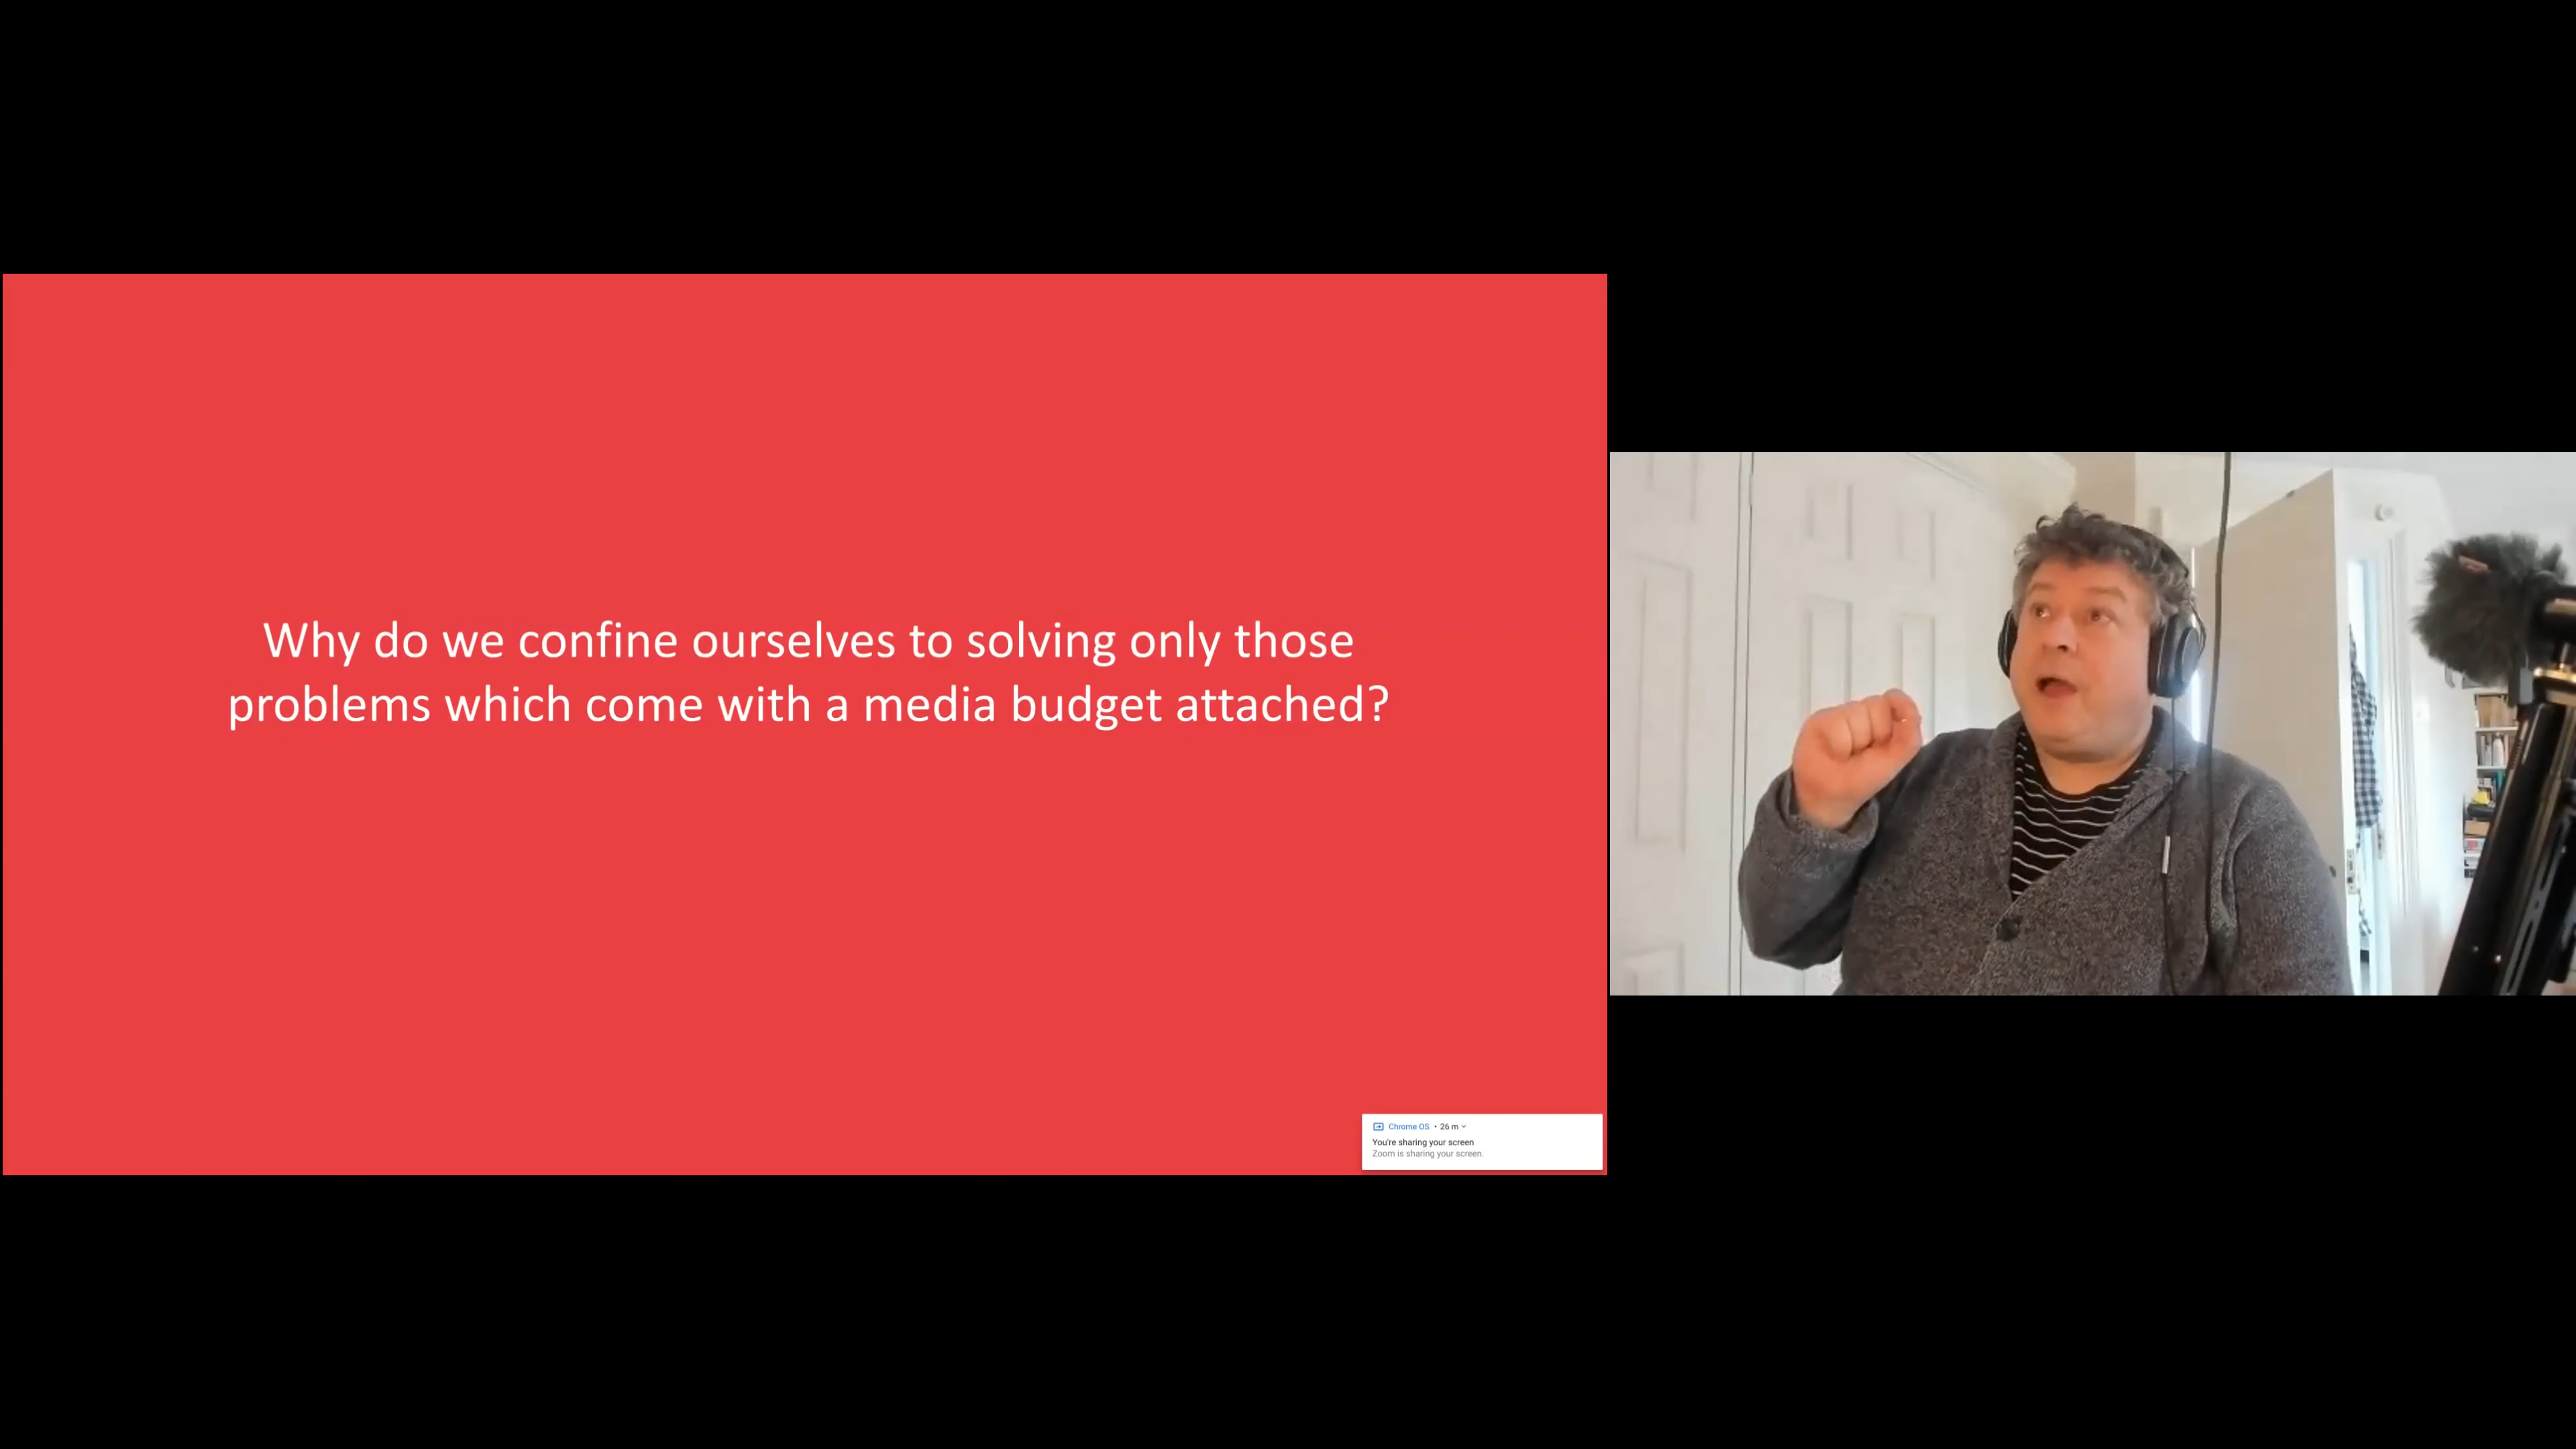 Why do we confine ourselves to solving only those
problems which come with a media budget attached?
Chrome OS • 26 m
You're sharing your screen
Zoom is sharing your screen.